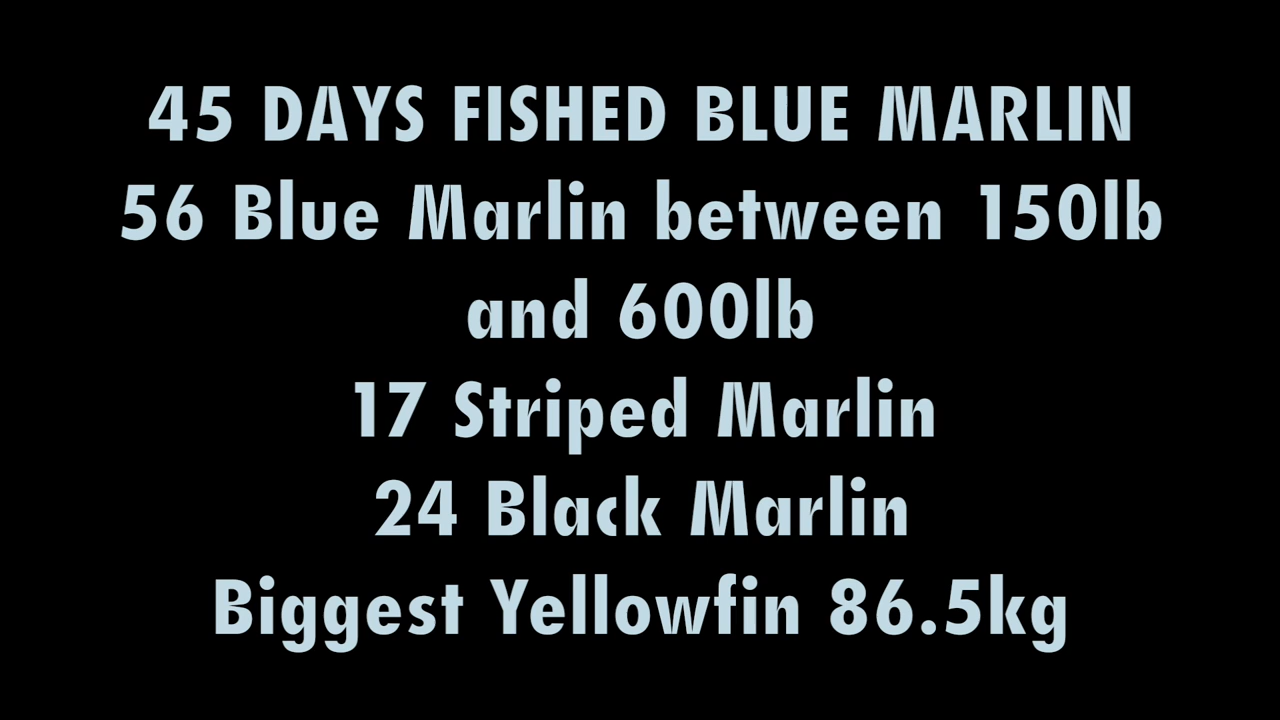 45 DAYS FISHED BLUE MARLIN
56 Blue Marlin between 150lb
and 600lb
17 Striped Marlin
24 Black Marlin
Biggest Yellowfin 86.5kg